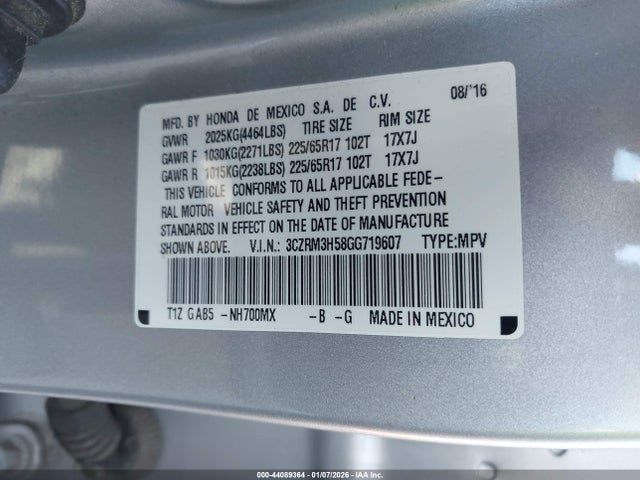 MFD. BY HONDA DE MEXICO S.A. DE C.V. 08/'16
GVWR 2025KG(4464LBS) TIRE SIZE RIM SIZE
GAWR F 1030KG(2271LBS) 225/65R17 102T 17X7J
GAWR R 1015KG(2238LBS) 225/65R17 102T 17X7J
THIS VEHICLE CONFORMS TO ALL APPLICABLE FEDE-
RAL MOTOR VEHICLE SAFETY AND THEFT PREVENTION
STANDARDS IN EFFECT ON THE DATE OF MANUFACTURE
SHOWN ABOVE. V.I.N.: 3CZRM3H58GG719607 TYPE:MPV
T1Z GAB5 -NH700MX -B -G MADE IN MEXICO
000-44089364 | 01/07/2026 | IAA Inc.